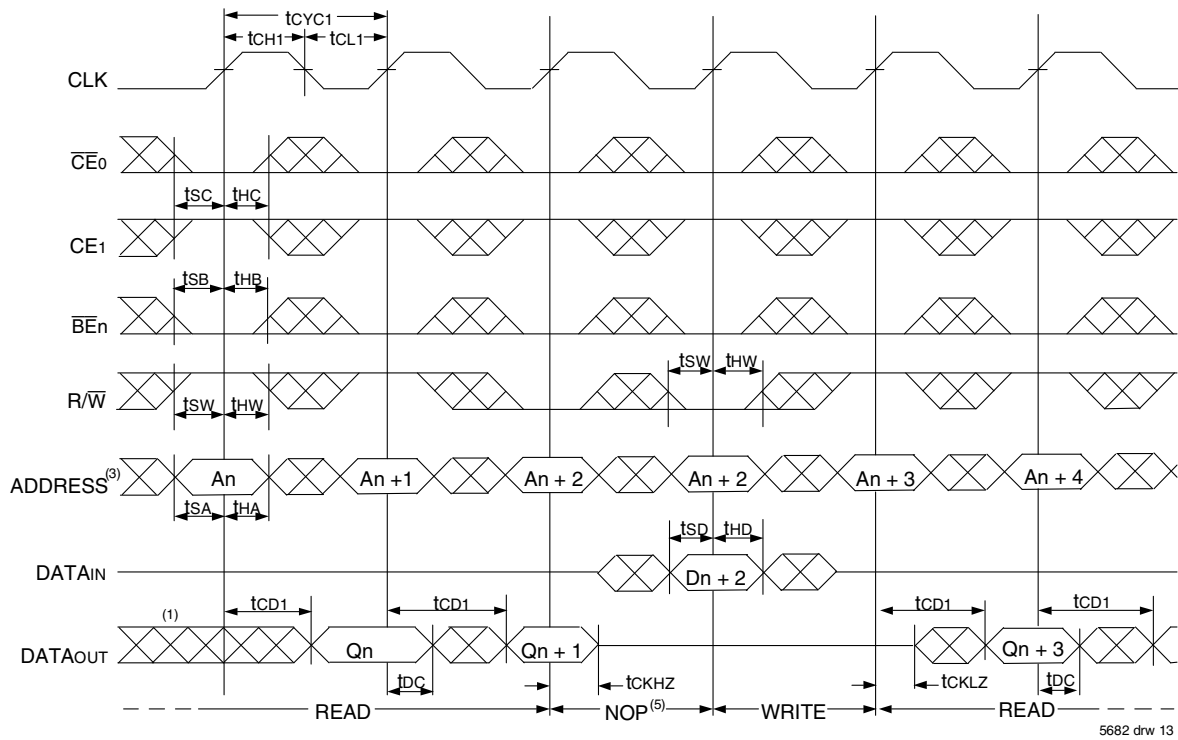 tCYC1
tCH1 tCL1
CLK
CE0
tSC tHC
CE1
tSB tHB
BEn
tSW tHW
R/W
tSW tHW
ADDRESS(3) An An +1 An + 2 An + 2 An + 3 An + 4
tSA tHA
tSD tHD
DATAIN Dn + 2
(1) tCD1 tCD1 tCD1 tCD1
DATAOUT Qn Qn + 1 Qn + 3
tDC tCKHZ tCKLZ tDC
READ NOP(5) WRITE READ
5682 drw 13